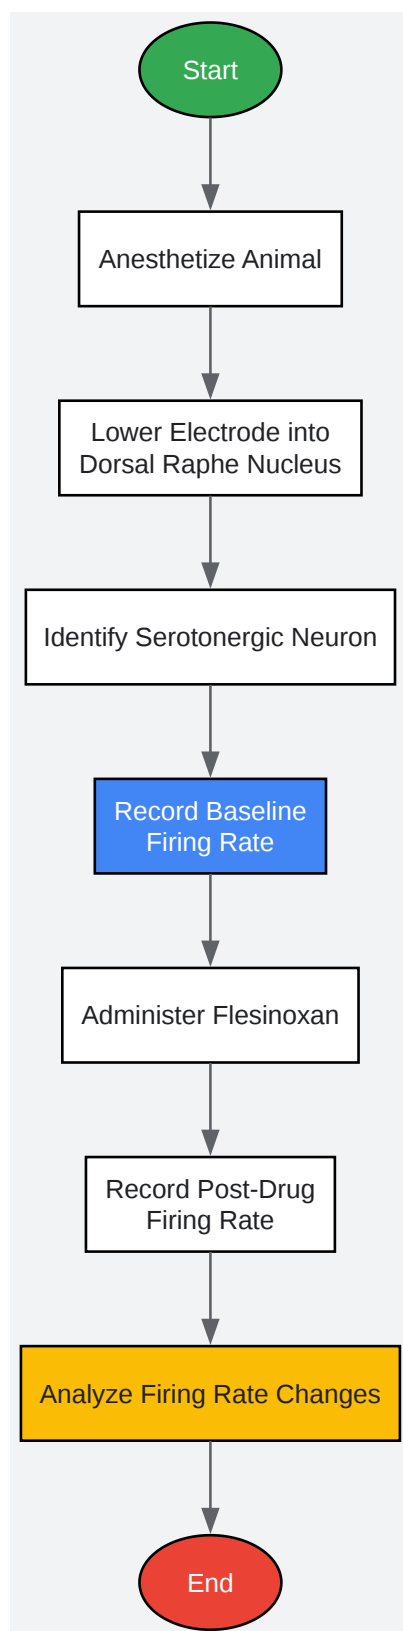 Start
Anesthetize Animal
Lower Electrode into
Dorsal Raphe Nucleus
Identify Serotonergic Neuron
Record Baseline
Firing Rate
Administer Flesinoxan
Record Post-Drug
Firing Rate
Analyze Firing Rate Changes
End